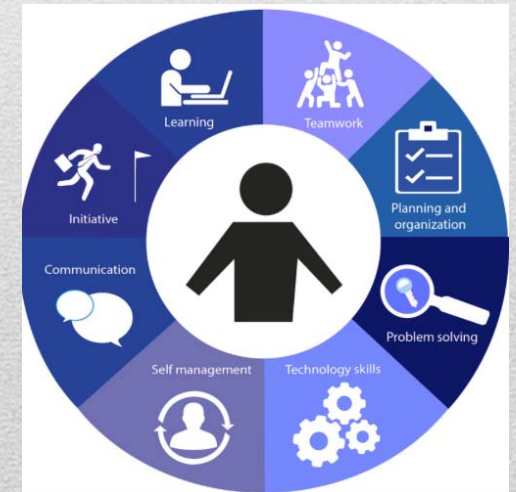 Learning
Teamwork
Planning and
organization
Problem solving
Technology skills
Self management
Communication
Initiative